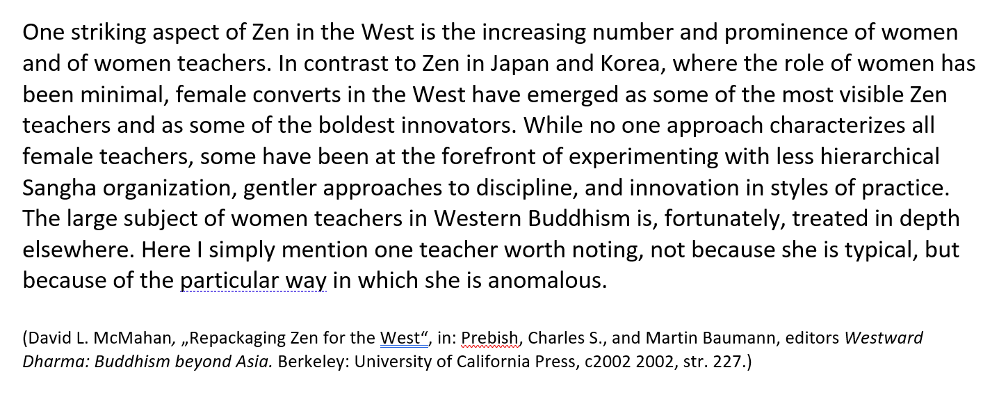 One striking aspect of Zen in the West is the increasing number and prominence of women
and of women teachers. In contrast to Zen in Japan and Korea, where the role of women has
been minimal, female converts in the West have emerged as some of the most visible Zen
teachers and as some of the boldest innovators. While no one approach characterizes all
female teachers, some have been at the forefront of experimenting with less hierarchical
Sangha organization, gentler approaches to discipline, and innovation in styles of practice.
The large subject of women teachers in Western Buddhism is, fortunately, treated in depth
elsewhere. Here I simply mention one teacher worth noting, not because she is typical, but
because of the particular way in which she is anomalous.
(David L. McMahan, „Repackaging Zen for the West“, in: Prebish, Charles S., and Martin Baumann, editors Westward
Dharma: Buddhism beyond Asia. Berkeley: University of California Press, c2002 2002, str. 227.)